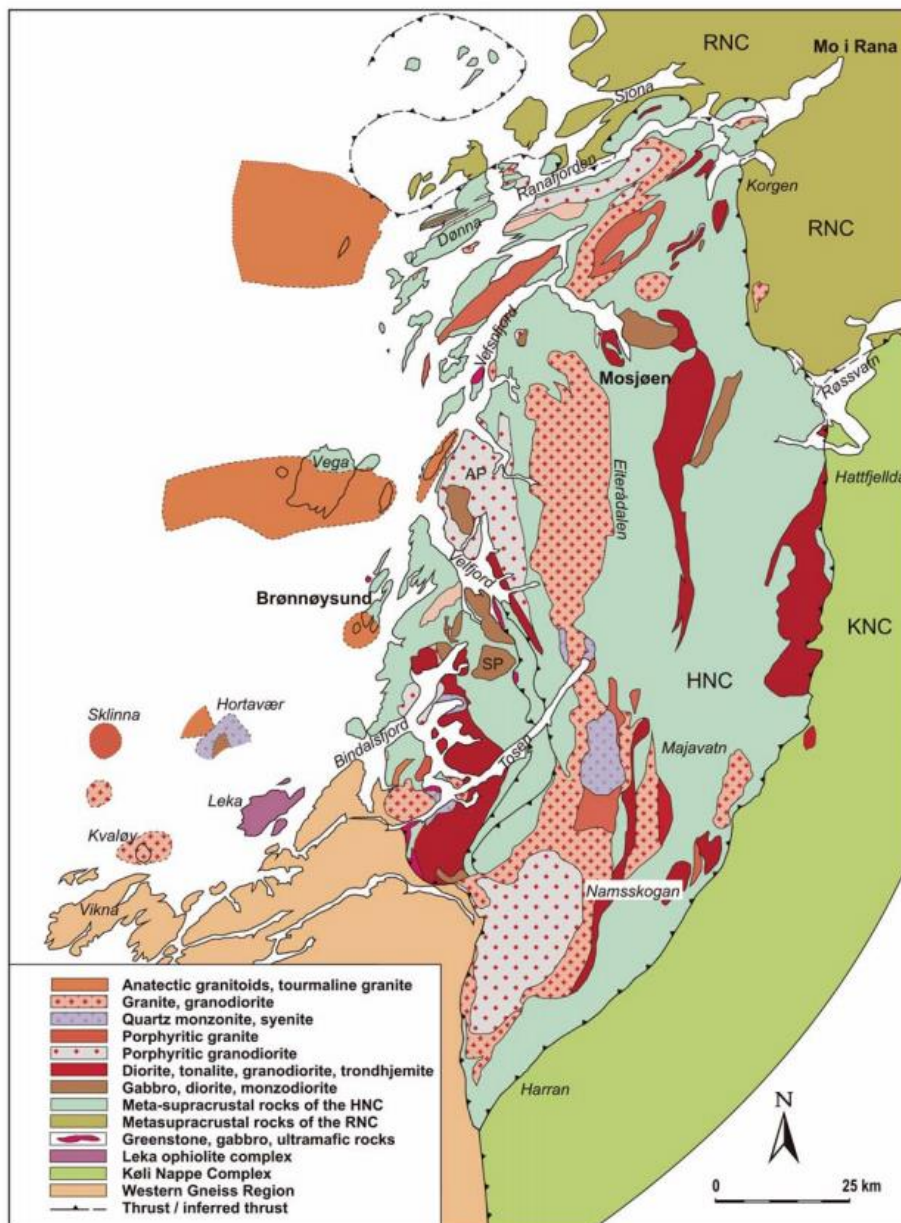 RNC
Mo i Rana
Sjona
Ranafjorden
Korgen
Dønna
RNC
Vefsnfjord
Mosjøen
Røssvatn
Vega
AP
Eiterådalen
Hattfjellda
Velfjord
Brønnøysund
KNC
SP
HNC
Sklinna
Hortavær
Bindalsfjord
Tosen
Majavatn
Leka
Kvaløy
Namsskogan
Vikna
Harran
Anatectic granitoids, tourmaline granite
Granite, granodiorite
Quartz monzonite, syenite
Porphyritic granite
Porphyritic granodiorite
Diorite, tonalite, granodiorite, trondhjemite
Gabbro, diorite, monzodiorite
Meta-supracrustal rocks of the HNC
Metasupracrustal rocks of the RNC
Greenstone, gabbro, ultramafic rocks
Leka ophiolite complex
Køli Nappe Complex
Western Gneiss Region
Thrust / inferred thrust
N
0 25 km